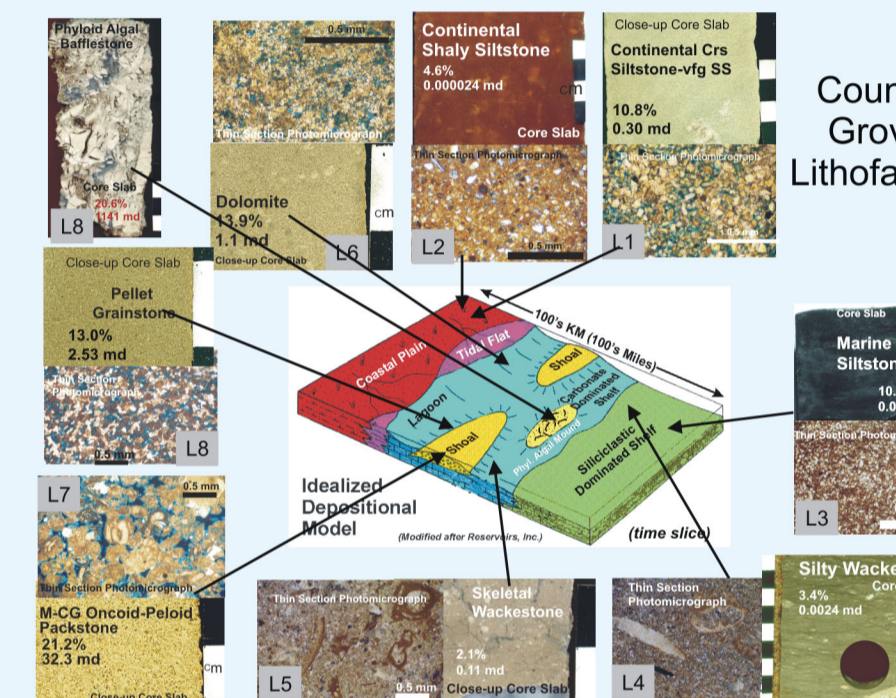 Phyloid Algal
Bafflestone
Core Slab
20.6%
1141 md
L8
0.5 mm
Thin Section Photomicrograph
Dolomite
13.9%
1.1 md
Close-up Core Slab
L6
cm
Continental
Shaly Siltstone
4.6%
0.000024 md
cm
Core Slab
Thin Section Photomicrograph
L2
0.5 mm
Close-up Core Slab
Continental Crs
Siltstone-vfg SS
10.8%
0.30 md
Thin Section Photomicrograph
L1
0.5 mm
Close-up Core Slab
Pellet
Grainstone
13.0%
2.53 md
Thin Section
Photomicrograph
0.5 mm
L8
100's KM (100's Miles)
Coastal Plain
Tidal Flat
Lagoon
Shoal
Shoal
Carbonate
Dominated
Shelf
Phyl. Algal Mound
Siliciclastic
Dominated Shelf
Idealized
Depositional
Model
(Modified after Reservoirs, Inc.)
(time slice)
Core Slab
Marine
L3
L7
0.5 mm
Thin Section Photomicrograph
M-CG Oncoid-Peloid
Packstone
21.2%
32.3 md
cm
Close-up Core Slab
Thin Section Photomicrograph
L5
0.5 mm
Skeletal
Wackestone
2.1%
0.11 md
Close-up Core Slab
Thin Section
Photomicrograph
L4
Silty
3.4%
0.0024 md